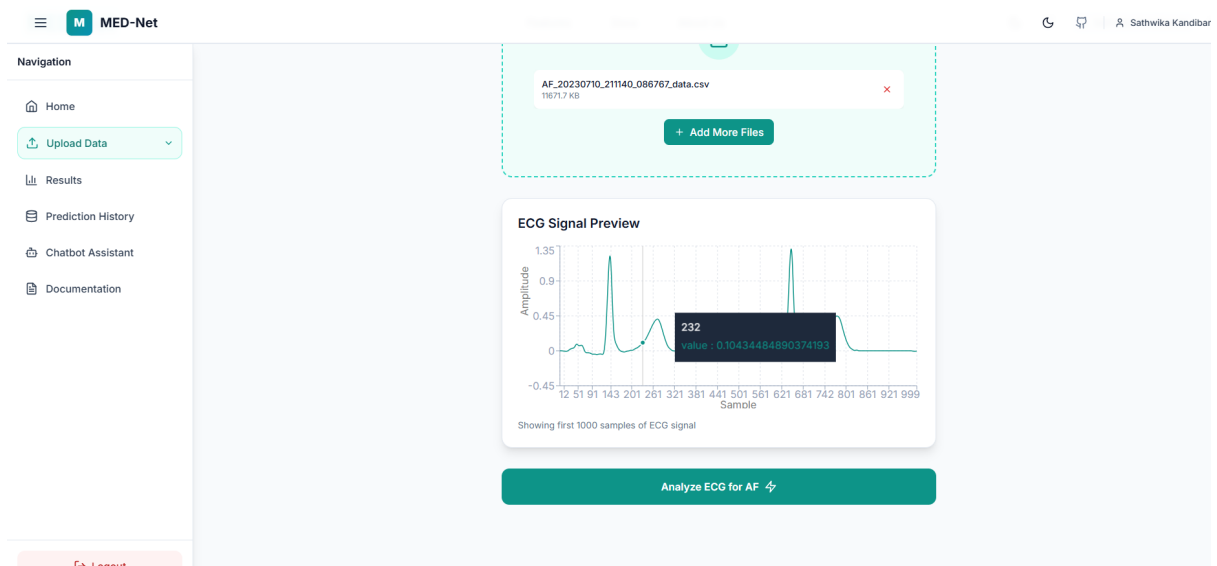 M MED-Net
Sathwika Kandibar
Navigation
Home
Upload Data
Results
Prediction History
Chatbot Assistant
Documentation
Logout
AF_20230710_211140_086767_data.csv
11671.7 KB
+ Add More Files
ECG Signal Preview
1.35
0.9
0.45
0
-0.45
Amplitude
232
value : 0.10434484890374193
12 51 91 143 201 261 321 381 441 501 561 621 681 742 801 861 921 999
Sample
Showing first 1000 samples of ECG signal
Analyze ECG for AF